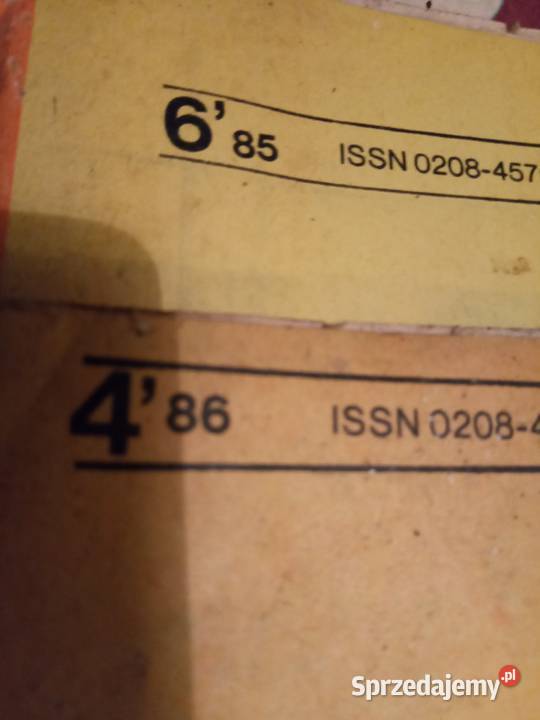 6' 85 ISSN 0208-457
4' 86 ISSN 0208-4
Sprzedajemy.pl